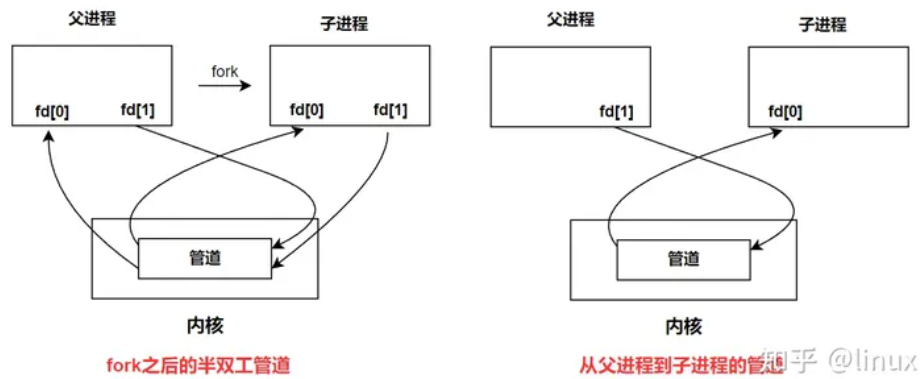 父进程
子进程
fork
fd[0]
fd[1]
fd[0]
fd[1]
管道
内核
fork之后的半双工管道
父进程
子进程
fd[1]
fd[0]
管道
内核
从父进程到子进程的管道
知乎 @linux